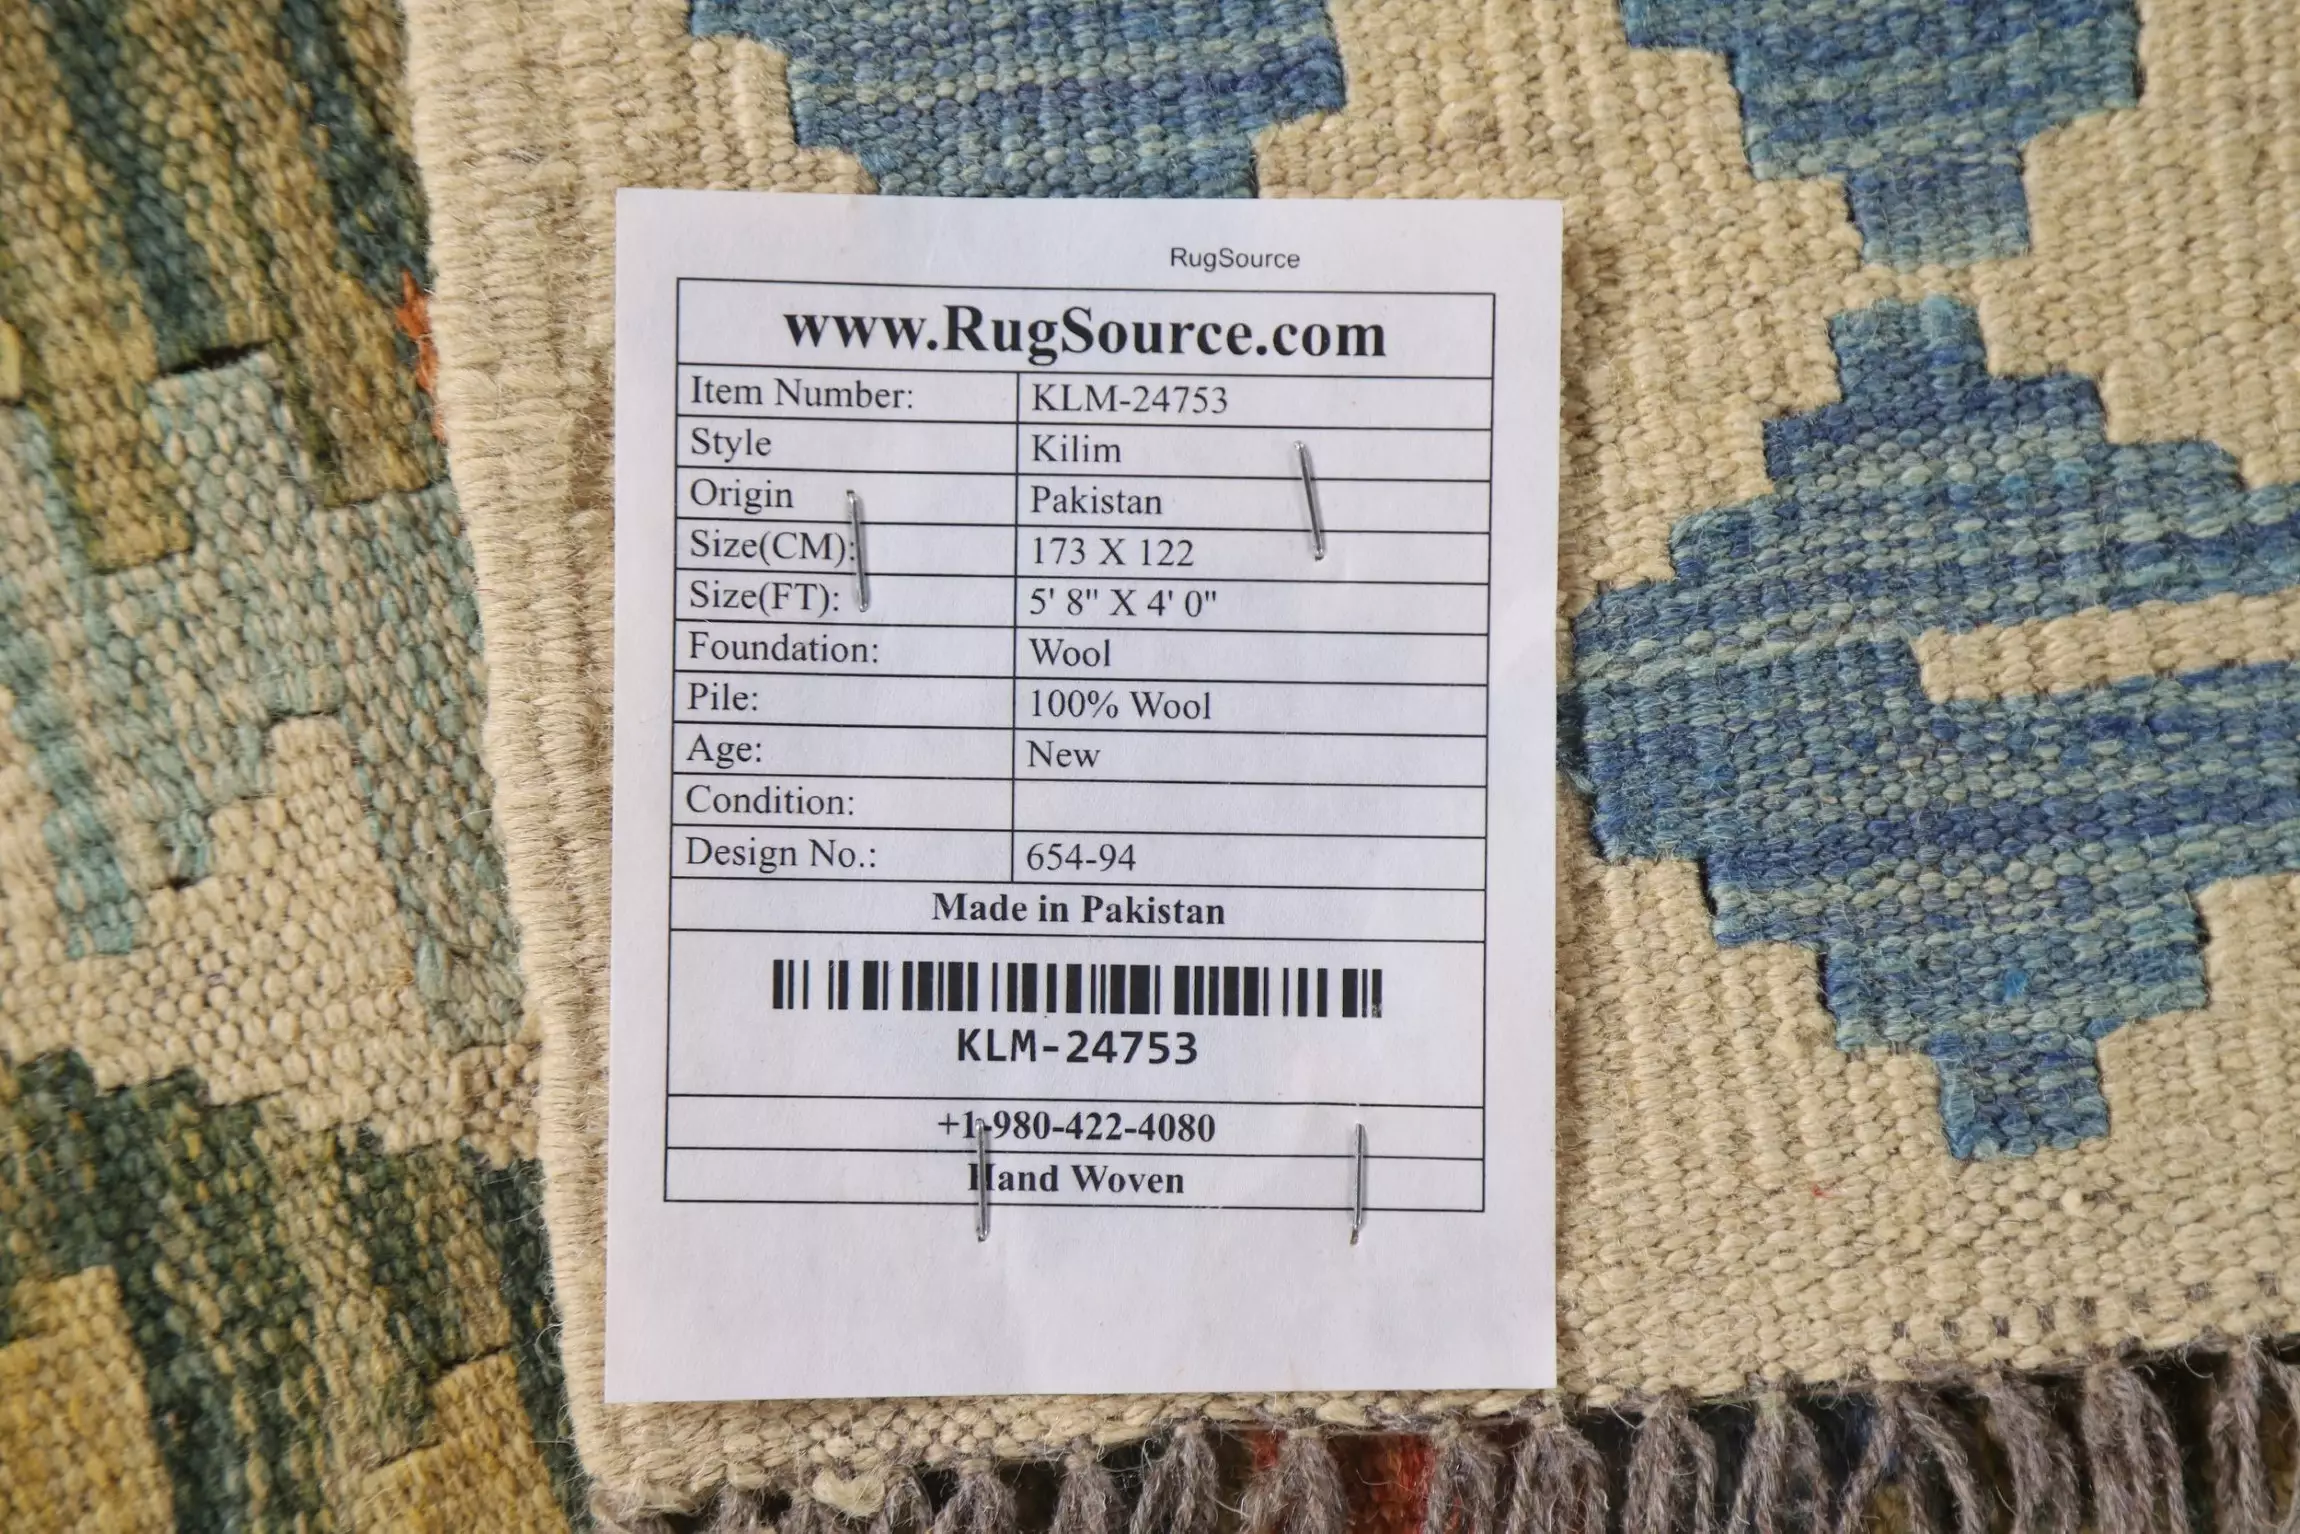 RugSource
www.RugSource.com
Item Number: KLM-24753
Style Kilim
Origin Pakistan
Size(CM): 173 X 122
Size(FT): 5' 8" X 4' 0"
Foundation: Wool
Pile: 100% Wool
Age: New
Condition:
Design No.: 654-94
Made in Pakistan
KLM-24753
+1-980-422-4080
Hand Woven